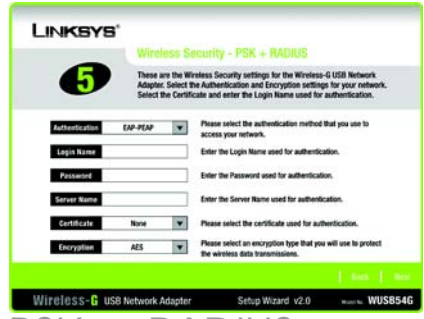 LINKSYS®
Wireless Security - PSK + RADIUS
5
These are the Wireless Security settings for the Wireless-G USB Network
Adapter. Select the Authentication and Encryption settings for your network.
Select the Certificate and enter the Login Name used for authentication.
Authentication EAP-PEAP Please select the authentication method that you use to
access your network.
Login Name Enter the Login Name used for authentication.
Password Enter the Password used for authentication.
Server Name Enter the Server Name used for authentication.
Certificate None Please select the certificate used for authentication.
Encryption AES Please select an encryption type that you will use to protect
the wireless data transmissions.
Back | Next
Wireless-G USB Network Adapter Setup Wizard v2.0 Model No. WUSB54G